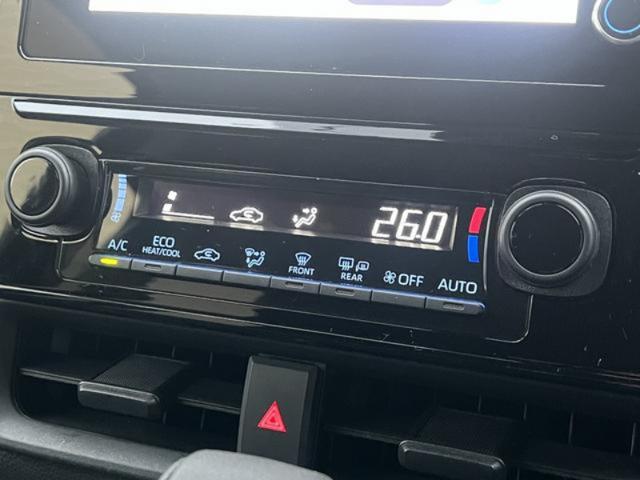 26.0
A/C
ECO
HEAT/COOL
FRONT
REAR
OFF
AUTO